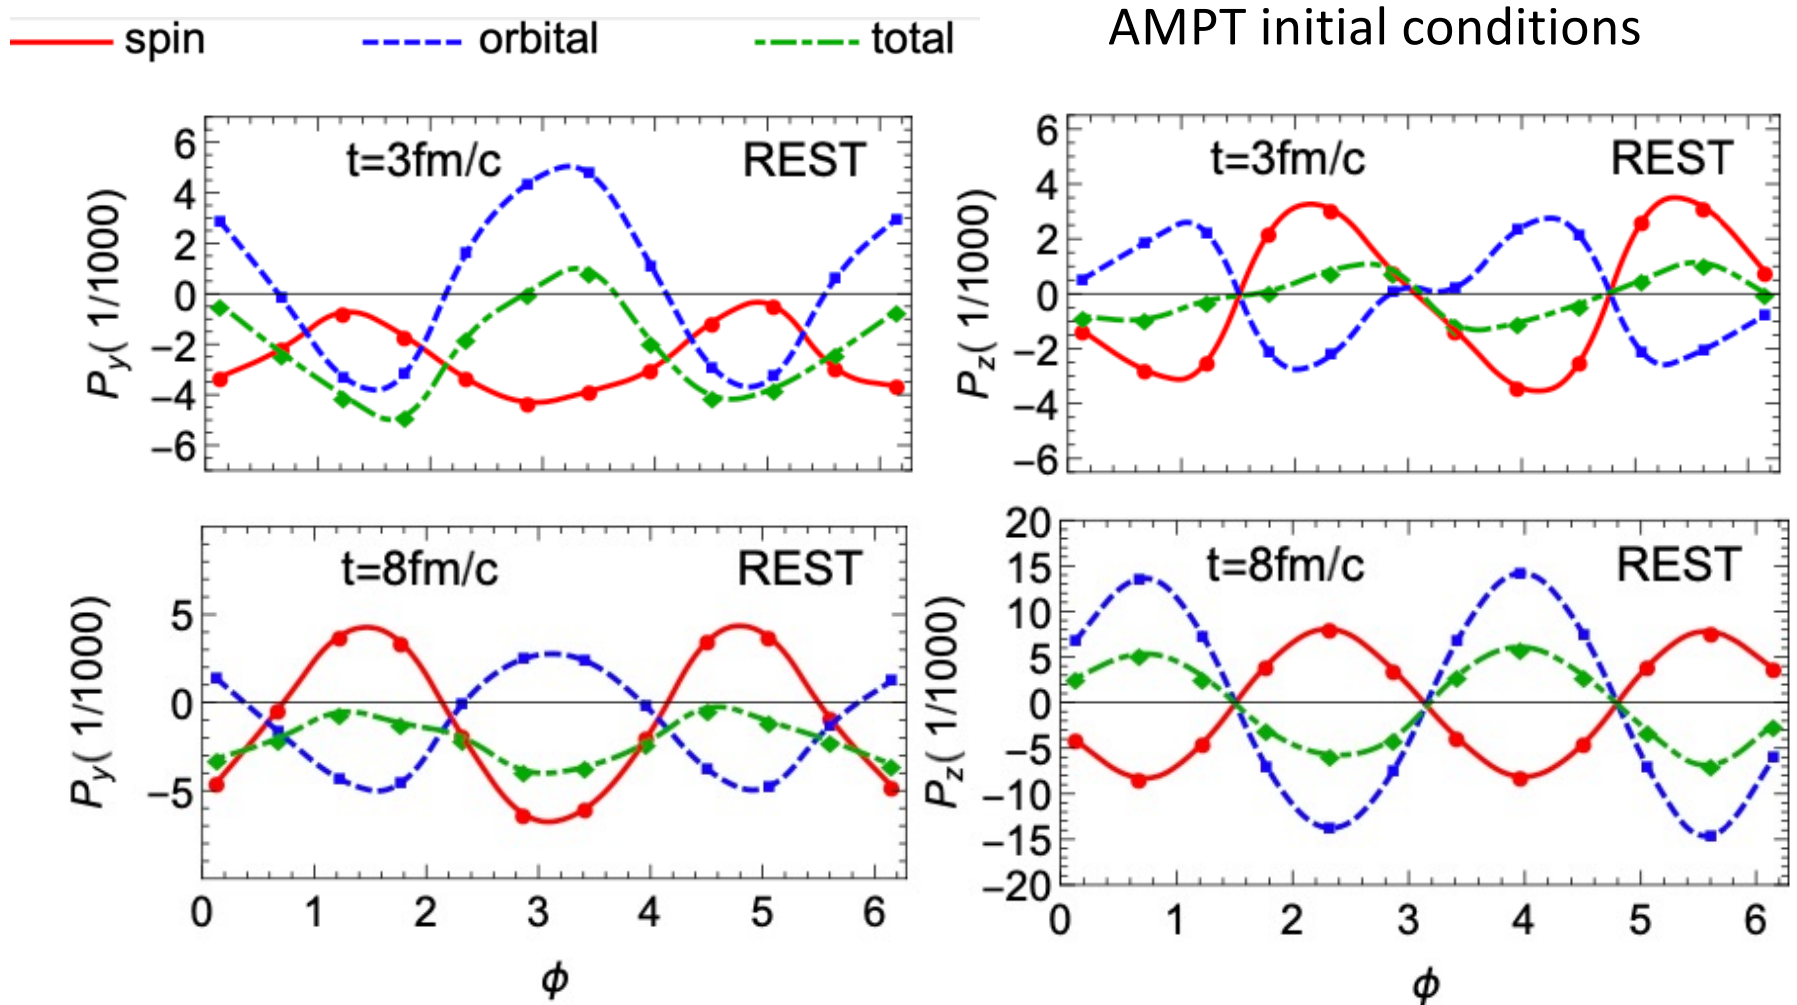 spin orbital total AMPT initial conditions
t=3fm/c REST
P_y( 1/10000)
6
4
2
0
−2
−4
−6
t=3fm/c REST
P_z( 1/10000)
6
4
2
0
−2
−4
−6
t=8fm/c REST
P_y( 1/1000)
5
0
−5
0 1 2 3 4 5 6
ϕ
t=8fm/c REST
P_z( 1/1000)
20
15
10
5
0
−5
−10
−15
−20
0 1 2 3 4 5 6
ϕ